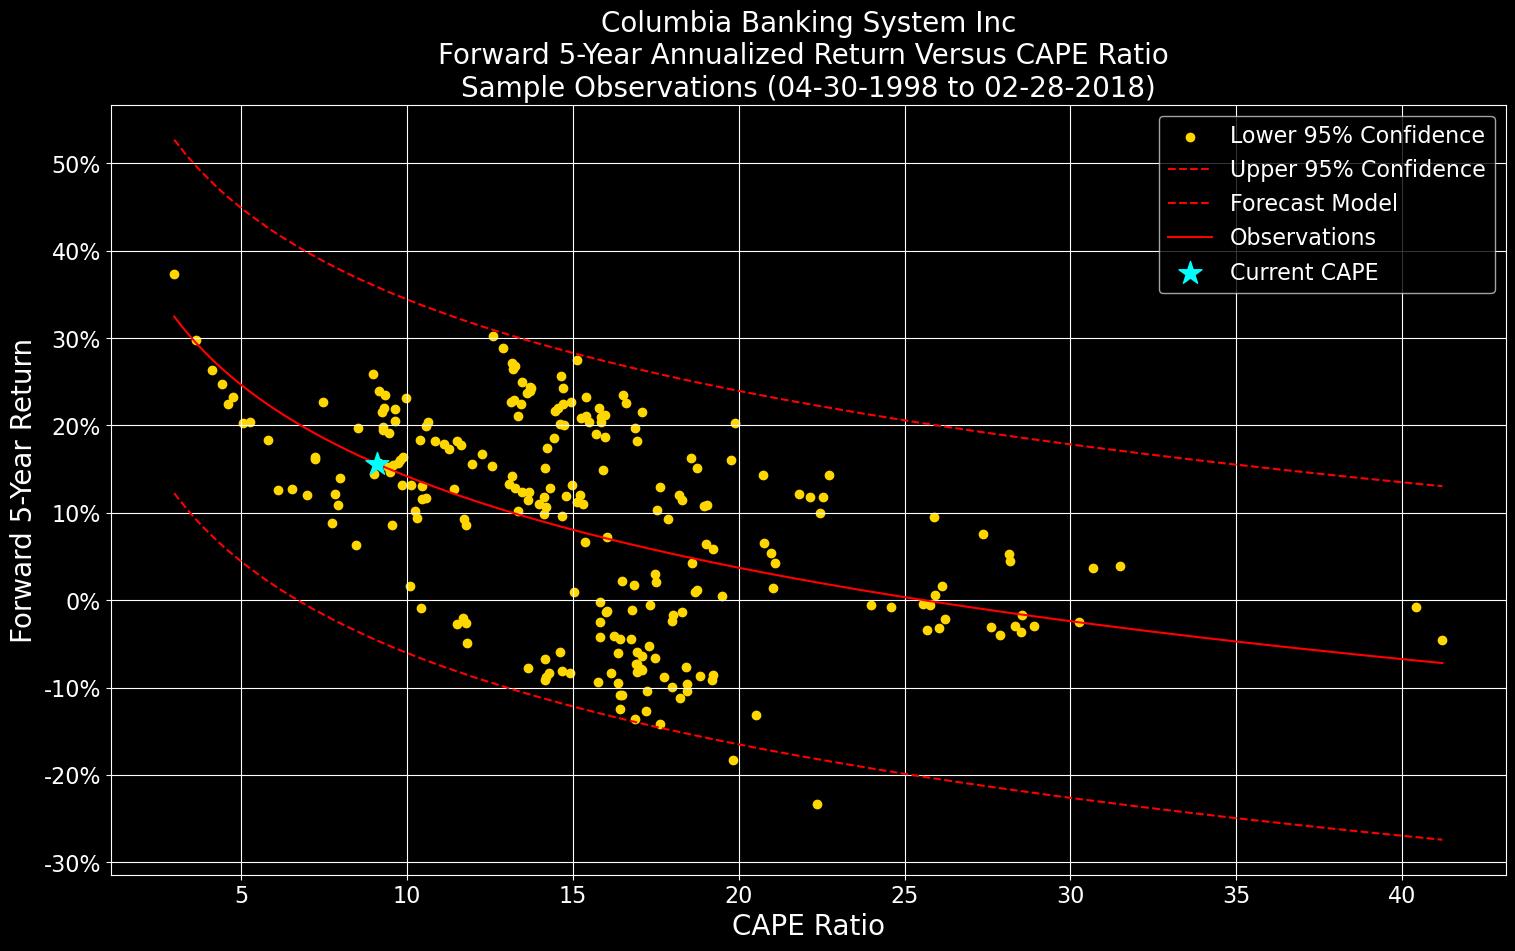 Columbia Banking System Inc
Forward 5-Year Annualized Return Versus CAPE Ratio
Sample Observations (04-30-1998 to 02-28-2018)
Lower 95% Confidence
Upper 95% Confidence
Forecast Model
Observations
Current CAPE
Forward 5-Year Return
50%
40%
30%
20%
10%
0%
-10%
-20%
-30%
5 10 15 20 25 30 35 40
CAPE Ratio